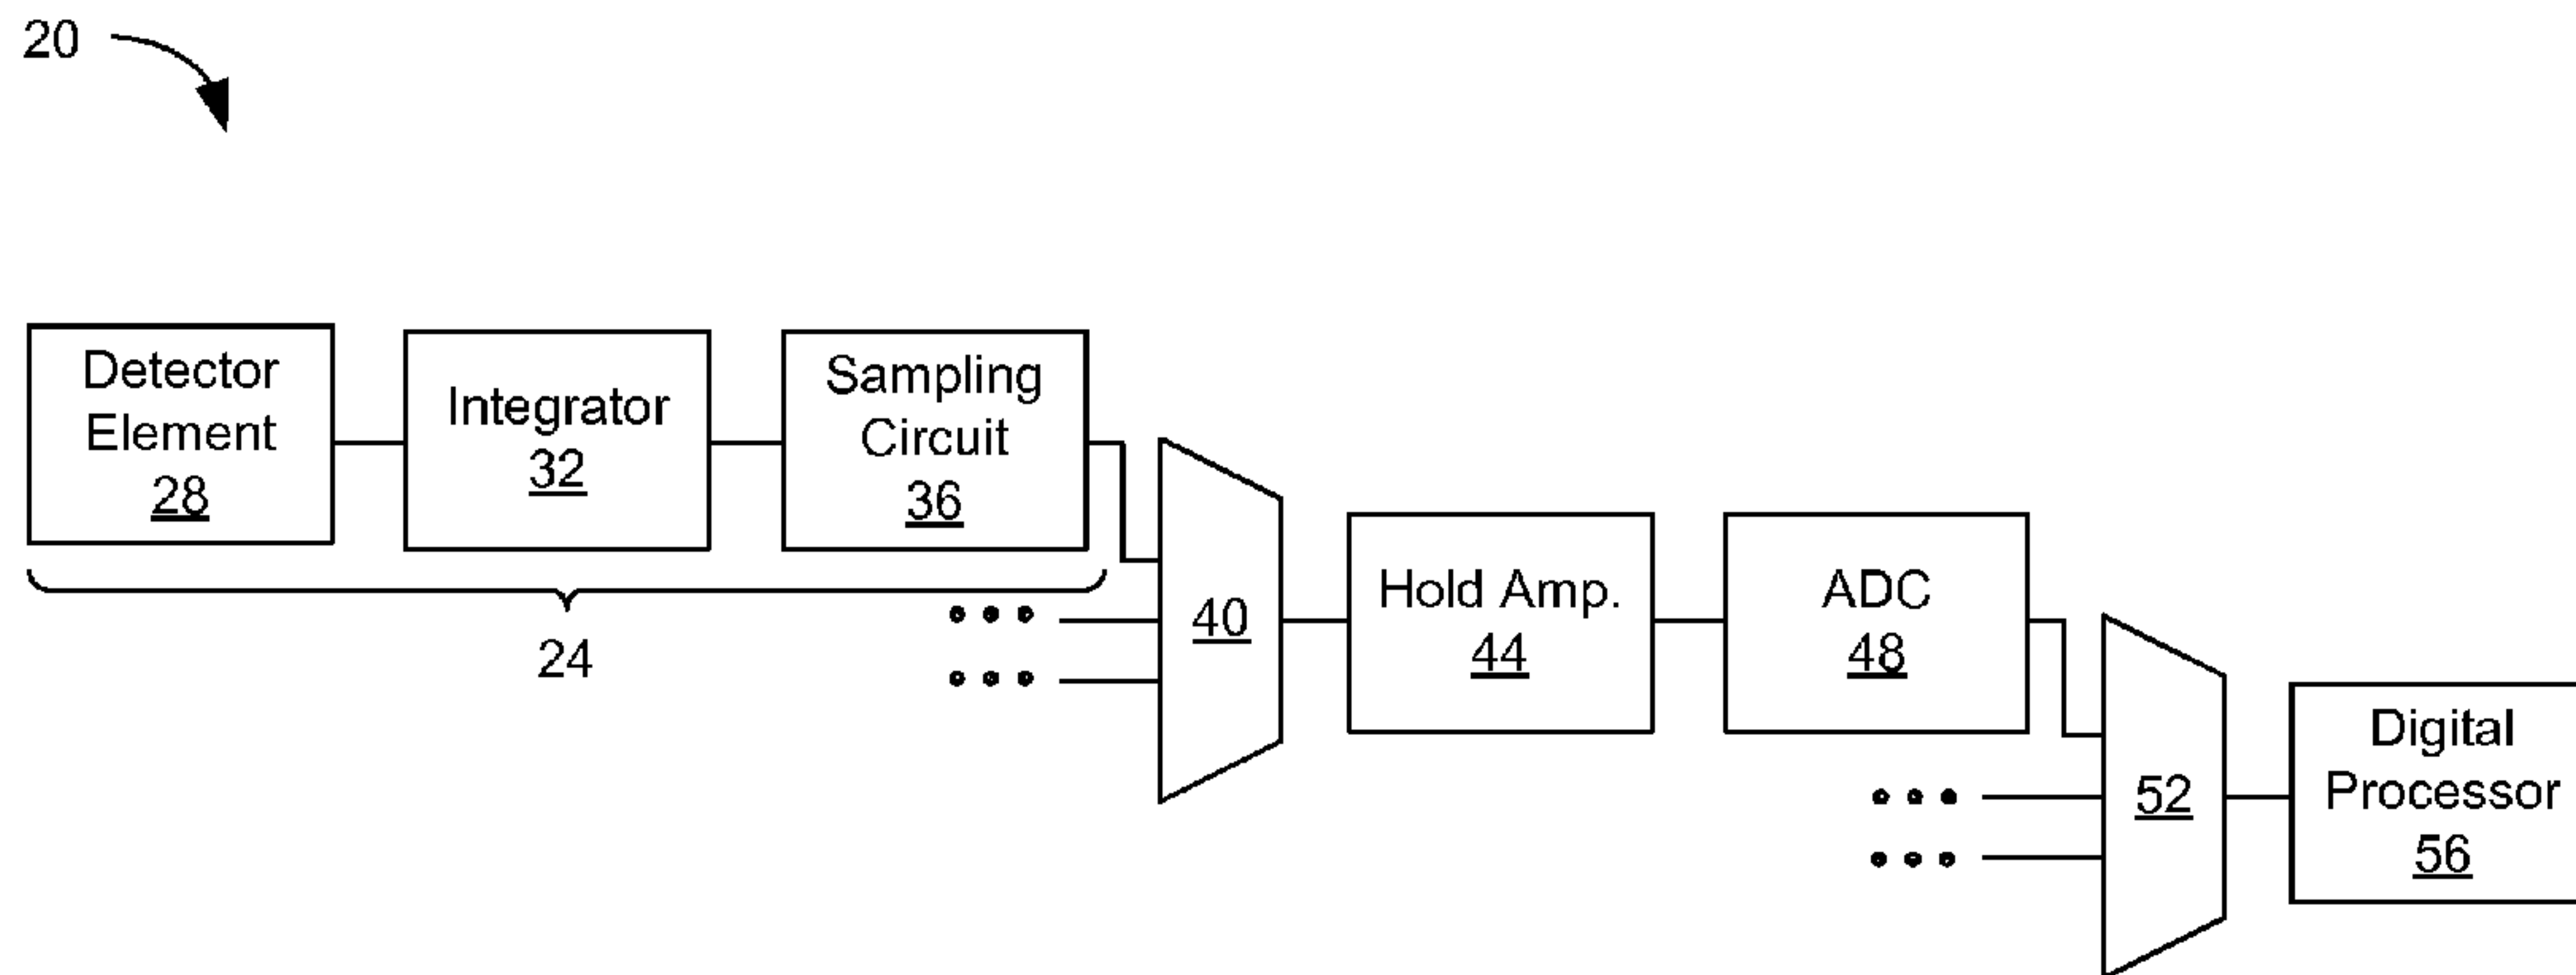 20
Detector
Element
28
Integrator
32
Sampling
Circuit
36
24
40
Hold Amp.
44
ADC
48
52
Digital
Processor
56